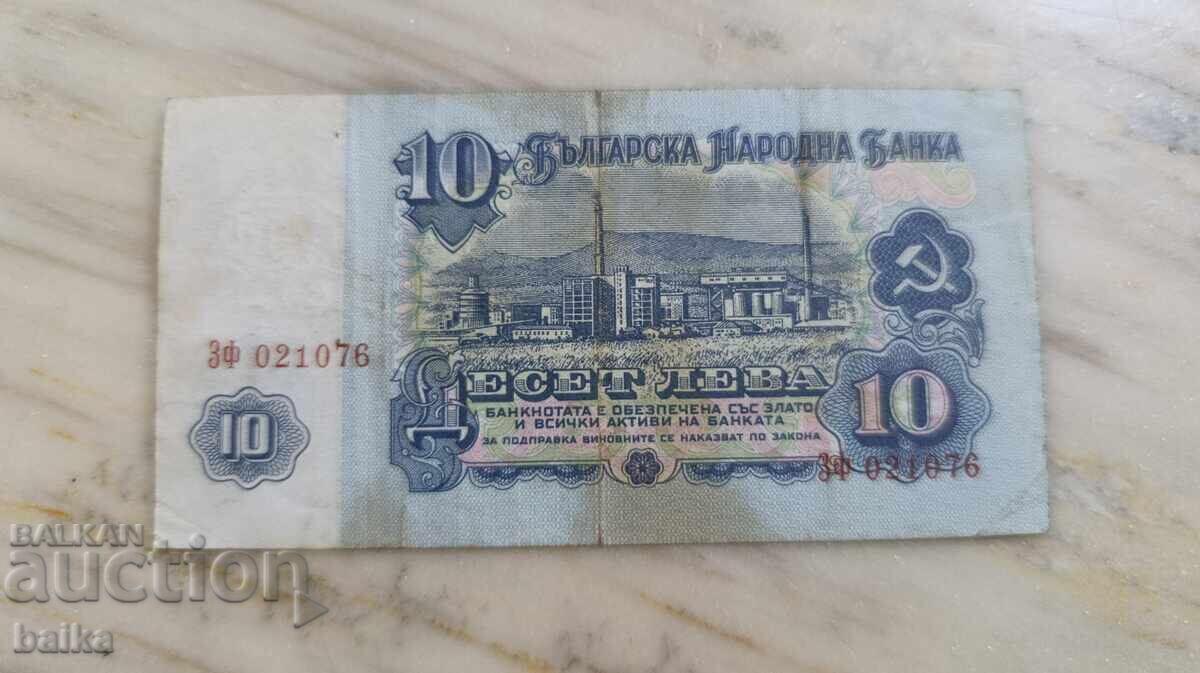 10 БЪЛГАРСКА НАРОДНА БАНКА
ЗФ 021076
ДЕСЕТ ЛЕВА
10
10
БАНКНОТАТА Е ОБЕЗПЕЧЕНА СЪС ЗЛАТО
И ВСИЧКИ АКТИВИ НА БАНКАТА
ЗА ПОДПРАВКА ВИНОВНИТЕ СЕ НАКАЗВАТ ПО ЗАКОНА
ЗФ 021076
BALKAN
auction
baika